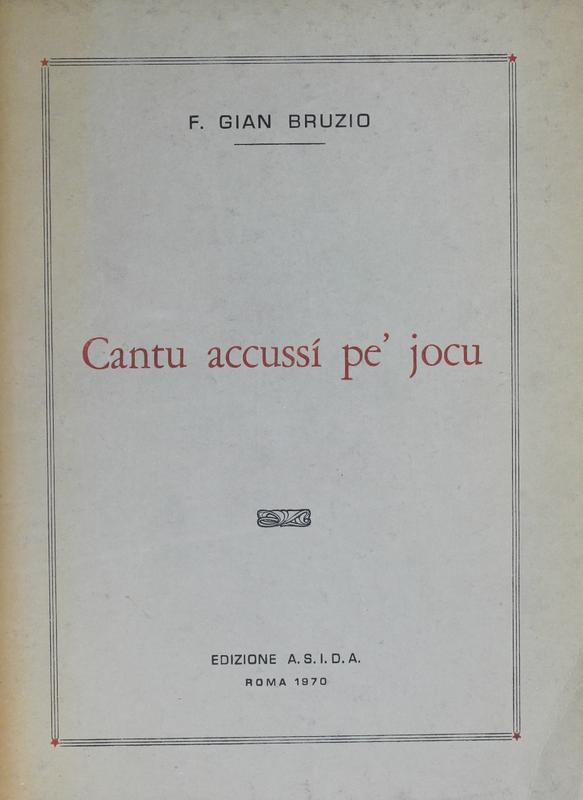 F. GIAN BRUZIO
Cantu accussí pe' jocu
EDIZIONE A.S.I.D.A.
ROMA 1970